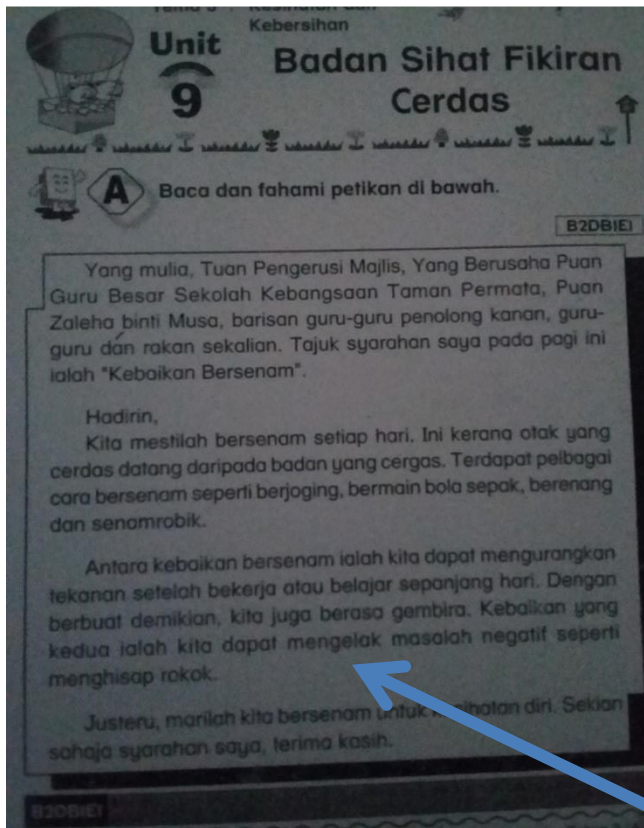 Kebersihan
Unit
9
Badan Sihat Fikiran
Cerdas
A
Baca dan fahami petikan di bawah.
B2DB1E1
Yang mulia, Tuan Pengerusi Majlis, Yang Berusaha Puan
Guru Besar Sekolah Kebangsaan Taman Permata, Puan
Zaleha binti Musa, barisan guru-guru penolong kanan, guru-
guru dan rakan sekalian. Tajuk syarahan saya pada pagi ini
ialah "Kebaikan Bersenam".
Hadirin,
Kita mestilah bersenam setiap hari. Ini kerana otak yang
cerdas datang daripada badan yang cergas. Terdapat pelbagai
cara bersenam seperti berjoging, bermain bola sepak, berenang
dan senamrobik.
Antara kebaikan bersenam ialah kita dapat mengurangkan
tekanan setelah bekerja atau belajar sepanjang hari. Dengan
berbuat demikian, kita juga berasa gembira. Kebaikan yang
kedua ialah kita dapat mengelak masalah negatif seperti
menghisap rokok.
Justeru, marilah kita bersenam untuk diri. Sekian
sahaja syarahan saya, terima kasih.
B2DB1E1